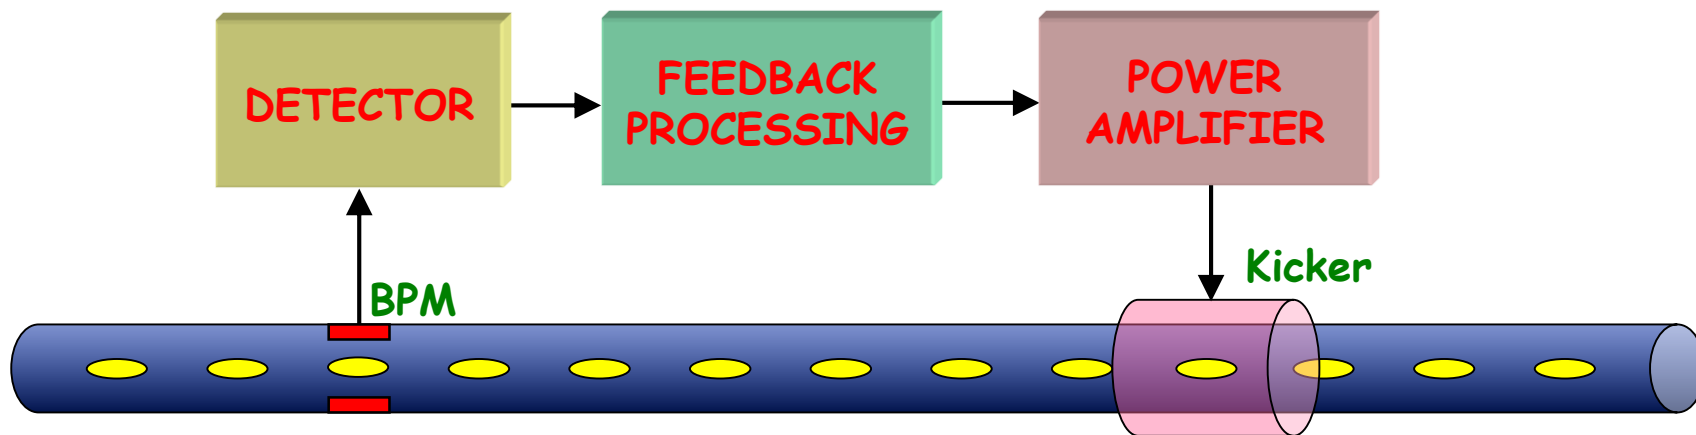 DETECTOR
FEEDBACK
PROCESSING
POWER
AMPLIFIER
Kicker
BPM